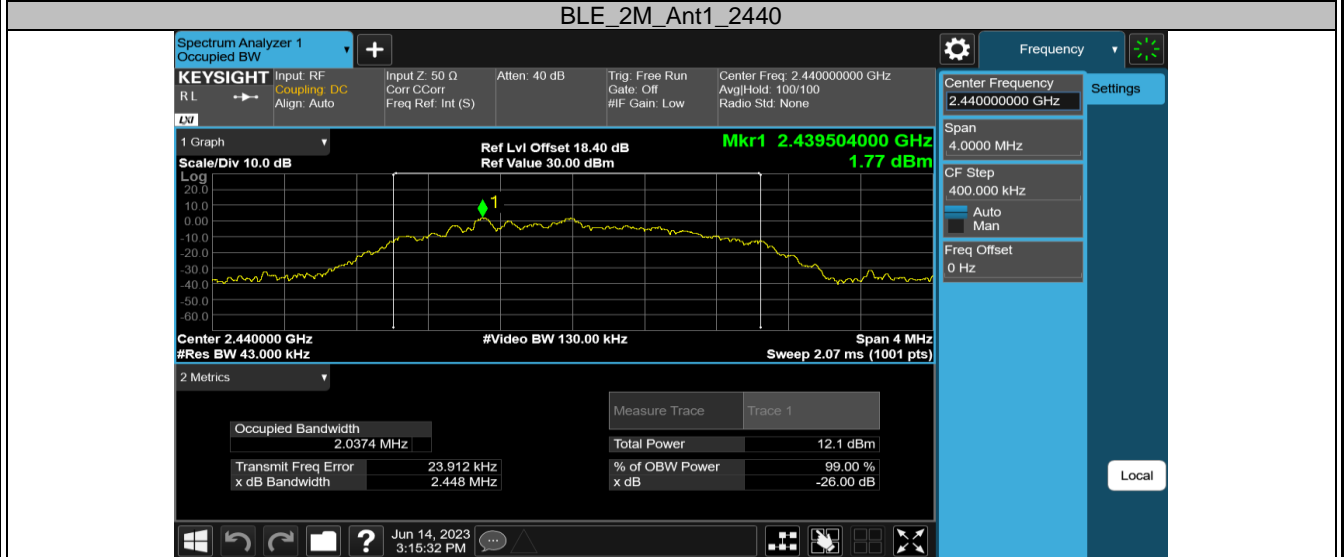 BLE_2M_Ant1_2440
Spectrum Analyzer 1
Occupied BW
+
Frequency
KEYSIGHT
RL
LXI
Input: RF
Coupling: DC
Align: Auto
Input Z: 50 Ω
Corr CCorr
Freq Ref: Int (S)
Atten: 40 dB
Trig: Free Run
Gate: Off
#IF Gain: Low
Center Freq: 2.440000000 GHz
Avg|Hold: 100/100
Radio Std: None
Center Frequency
2.440000000 GHz
Settings
Span
4.0000 MHz
CF Step
400.000 kHz
Auto
Man
Freq Offset
0 Hz
Local
1 Graph
Scale/Div 10.0 dB
Ref Lvl Offset 18.40 dB
Ref Value 30.00 dBm
Mkr1 2.439504000 GHz
1.77 dBm
Log
20.0
10.0
0.00
-10.0
-20.0
-30.0
-40.0
-50.0
-60.0
1
Center 2.440000 GHz
#Res BW 43.000 kHz
#Video BW 130.00 kHz
Span 4 MHz
Sweep 2.07 ms (1001 pts)
2 Metrics
Measure Trace Trace 1
Occupied Bandwidth
2.0374 MHz
Total Power 12.1 dBm
Transmit Freq Error 23.912 kHz
% of OBW Power 99.00 %
x dB Bandwidth 2.448 MHz
x dB -26.00 dB
?
Jun 14, 2023
3:15:32 PM